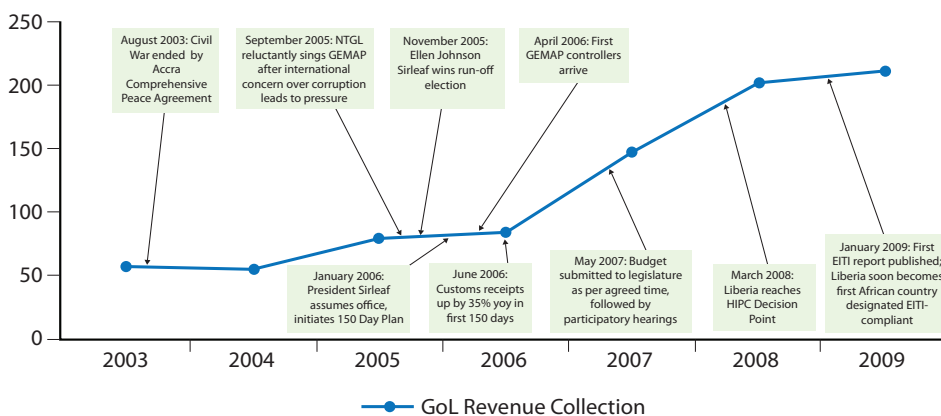 250
200
150
100
50
0
August 2003: Civil
War ended by
Accra
Comprehensive
Peace Agreement
September 2005: NTGL
reluctantly sings GEMAP
after international
concern over corruption
leads to pressure
November 2005:
Ellen Johnson
Sirleaf wins run-off
election
April 2006: First
GEMAP controllers
arrive
January 2006:
President Sirleaf
assumes office,
initiates 150 Day Plan
June 2006:
Customs receipts
up by 35% yoy in
first 150 days
May 2007: Budget
submitted to legislature
as per agreed time,
followed by
participatory hearings
March 2008:
Liberia reaches
HIPC Decision
Point
January 2009: First
EITI report published;
Liberia soon becomes
first African country
designated EITI-
compliant
2003 2004 2005 2006 2007 2008 2009
GoL Revenue Collection